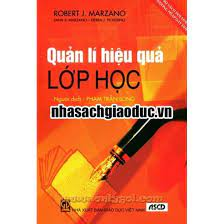 ROBERT J. MARZANO
Quản lí hiệu quả
LỚP HỌC
Người dịch : PHẠM TRẦN LONG
nhasachgiaoduc.vn
NHÀ XUẤT BẢN GIÁO DỤC VIỆT NAM
ASCD